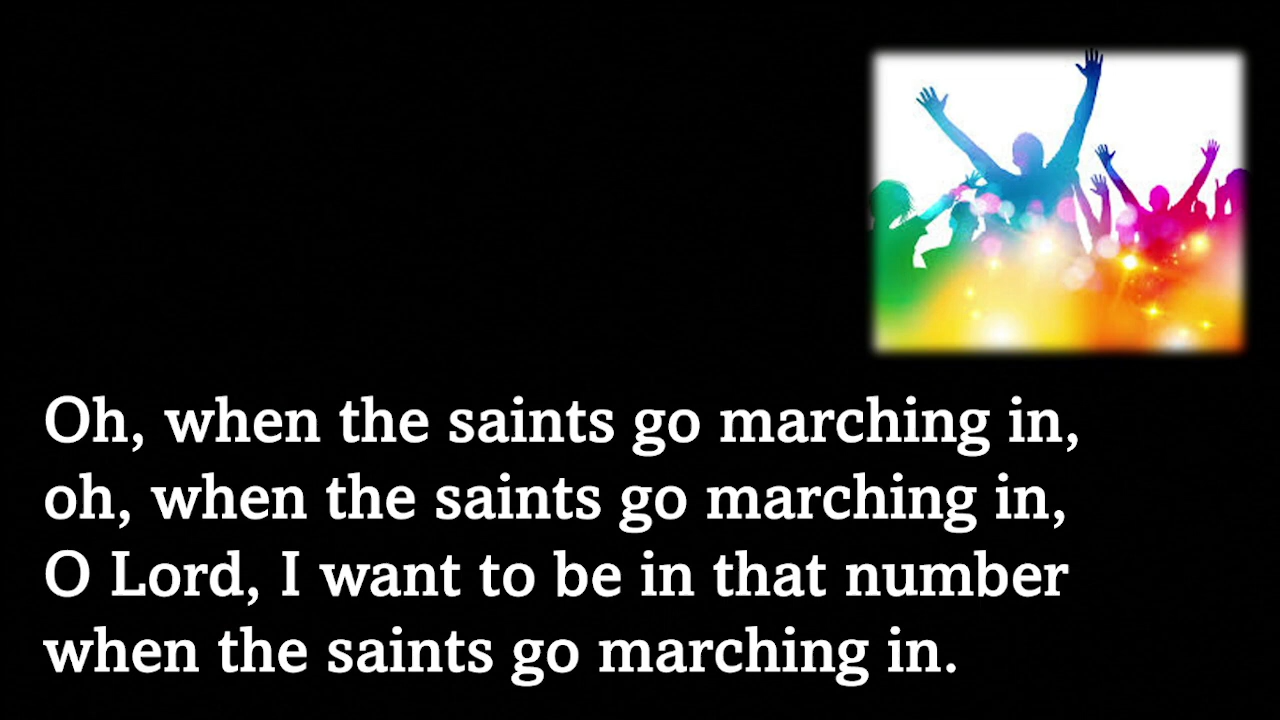 Oh, when the saints go marching in,
oh, when the saints go marching in,
O Lord, I want to be in that number
when the saints go marching in.